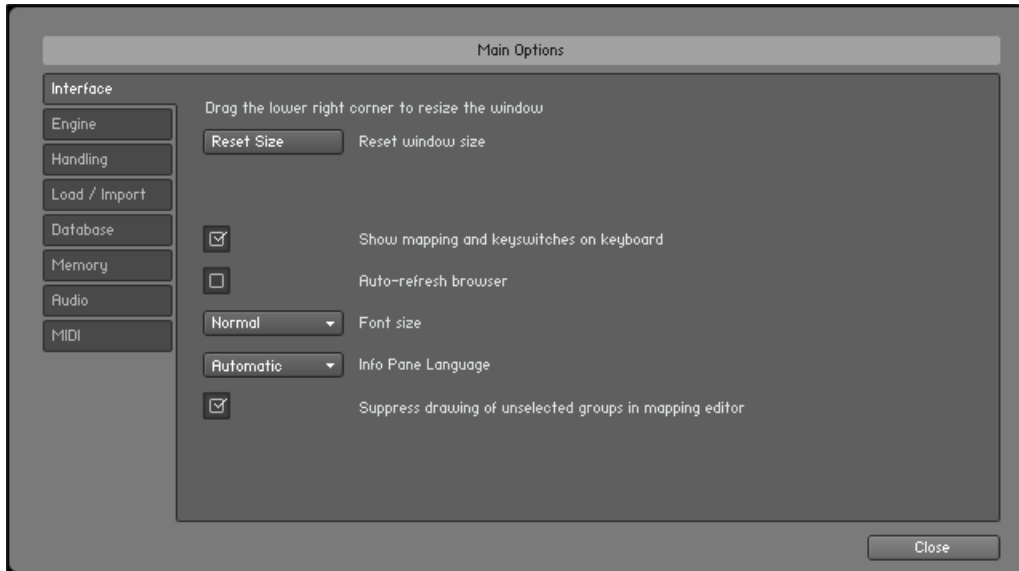 Main Options
Interface
Engine
Handling
Load / Import
Database
Memory
Audio
MIDI
Drag the lower right corner to resize the window
Reset Size Reset window size
Show mapping and keyswitches on keyboard
Auto-refresh browser
Normal Font size
Automatic Info Pane Language
Suppress drawing of unselected groups in mapping editor
Close